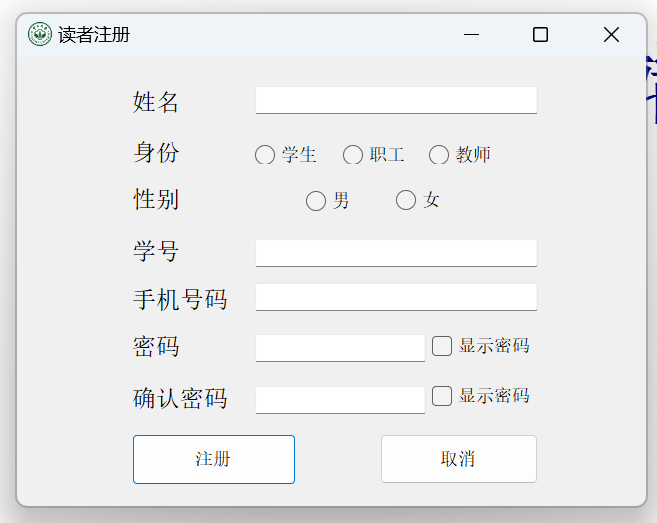 读者注册
姓名
身份 学生 职工 教师
性别 男 女
学号
手机号码
密码 显示密码
确认密码 显示密码
注册 取消